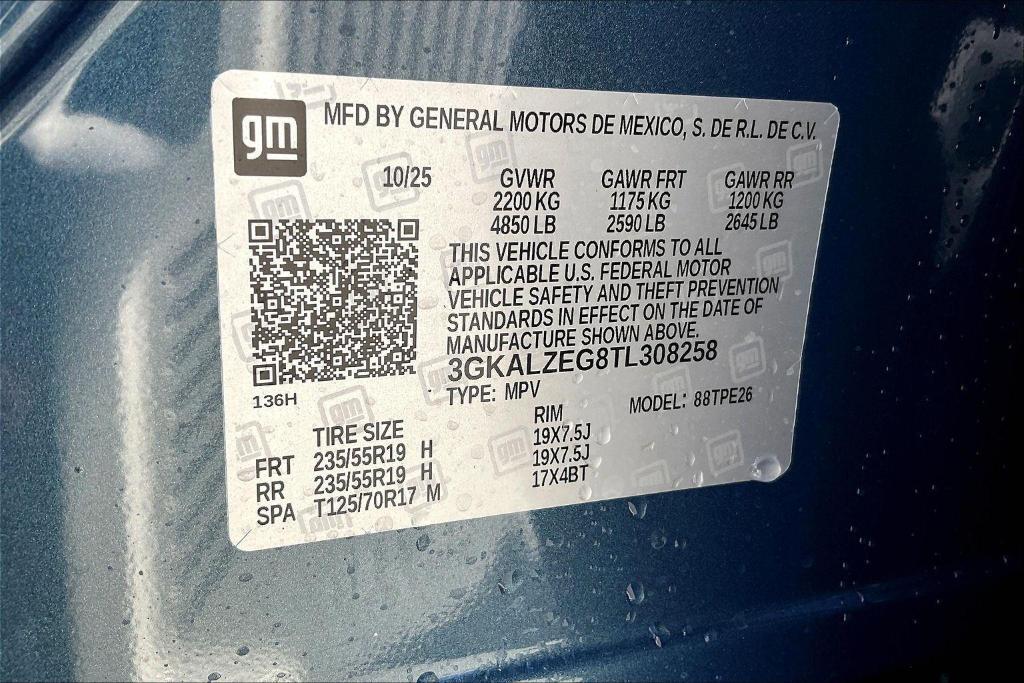 gm MFD BY GENERAL MOTORS DE MEXICO, S. DE R.L. DE C.V.
10/25 GVWR GAWR FRT GAWR RR
2200 KG 1175 KG 1200 KG
4850 LB 2590 LB 2645 LB
THIS VEHICLE CONFORMS TO ALL
APPLICABLE U.S. FEDERAL MOTOR
VEHICLE SAFETY AND THEFT PREVENTION
STANDARDS IN EFFECT ON THE DATE OF
MANUFACTURE SHOWN ABOVE.
3GKALZEG8TL308258
136H TYPE: MPV MODEL: 88TPE26
TIRE SIZE RIM
FRT 235/55R19 H 19X7.5J
RR 235/55R19 H 19X7.5J
SPA T125/70R17 M 17X4BT